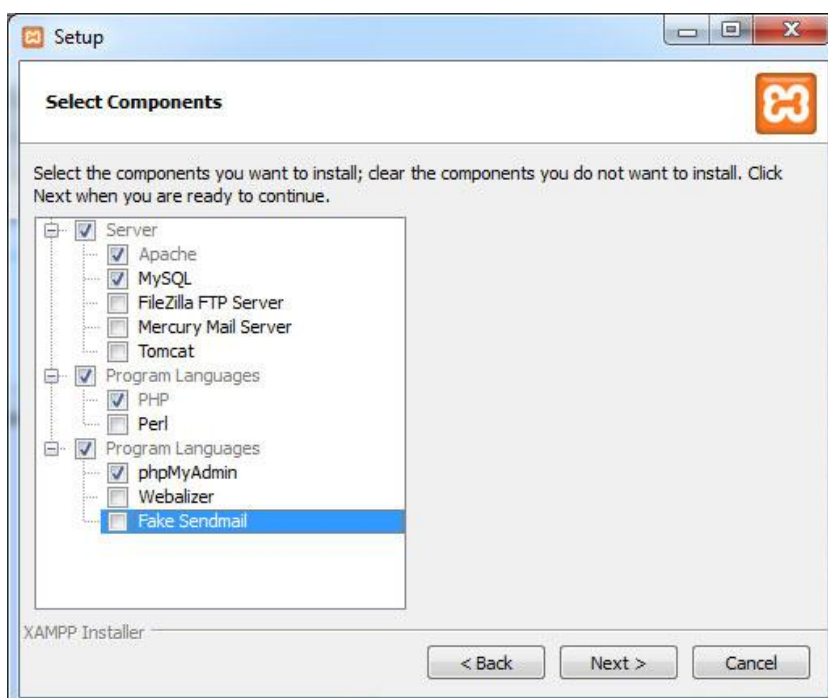 Setup
Select Components
Select the components you want to install; clear the components you do not want to install. Click
Next when you are ready to continue.
Server
Apache
MySQL
FileZilla FTP Server
Mercury Mail Server
Tomcat
Program Languages
PHP
Perl
Program Languages
phpMyAdmin
Webalizer
Fake Sendmail
XAMPP Installer
< Back Next > Cancel